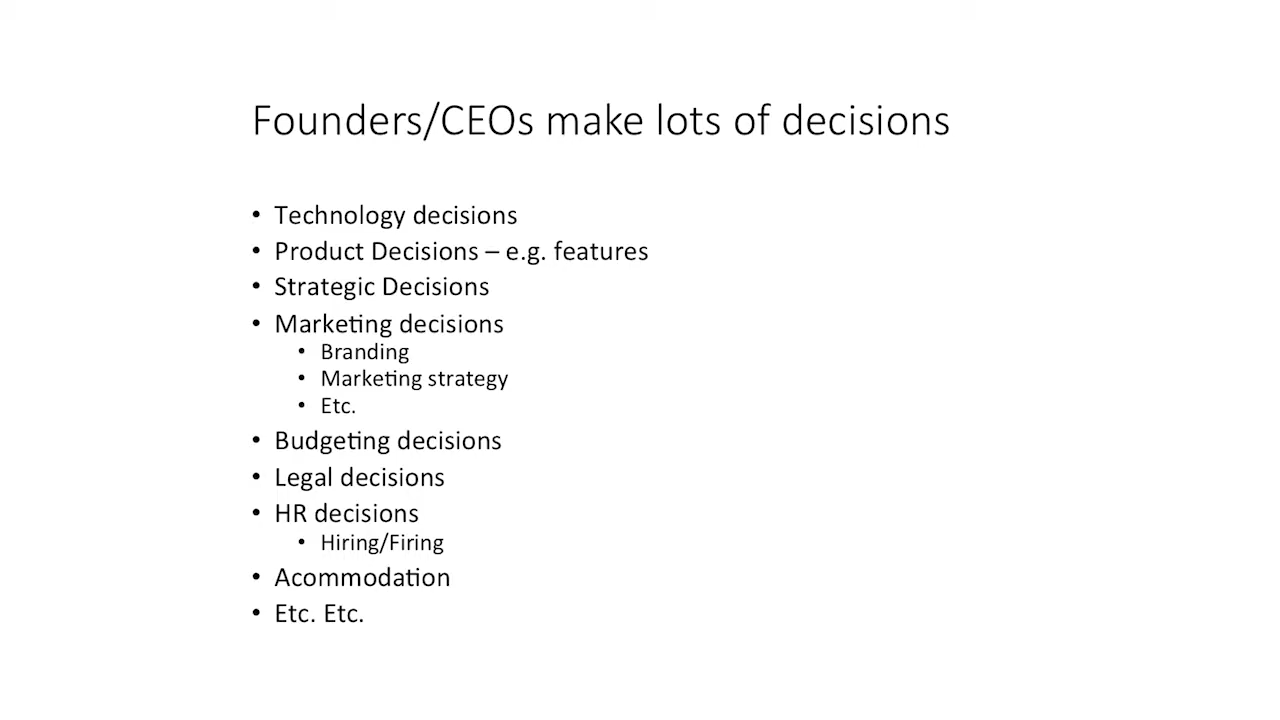 Founders/CEOs make lots of decisions
• Technology decisions
• Product Decisions – e.g. features
• Strategic Decisions
• Marketing decisions
• Branding
• Marketing strategy
• Etc.
• Budgeting decisions
• Legal decisions
• HR decisions
• Hiring/Firing
• Acommodation
• Etc. Etc.